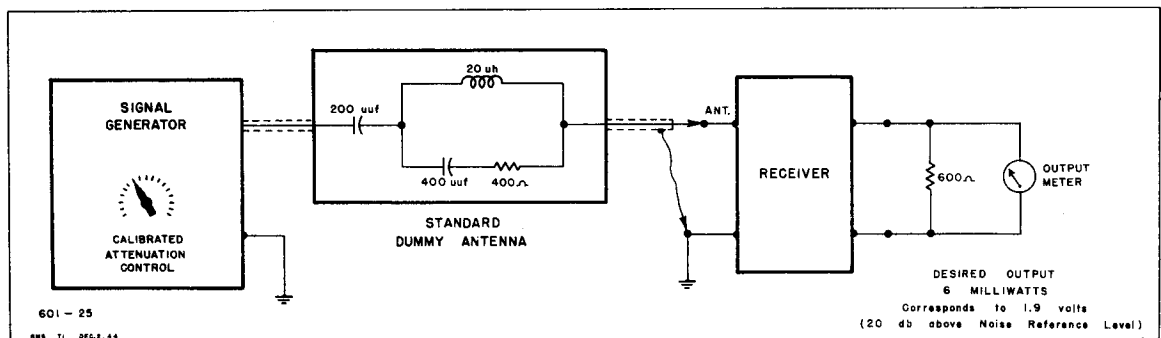 SIGNAL
GENERATOR
CALIBRATED
ATTENUATION
CONTROL
200 uuf
20 uh
400 uuf
400Ω
STANDARD
DUMMY ANTENNA
ANT.
RECEIVER
600Ω
OUTPUT
METER
DESIRED OUTPUT
6 MILLIWATTS
Corresponds to 1.9 volts
(20 db above Noise Reference Level)
601 - 25